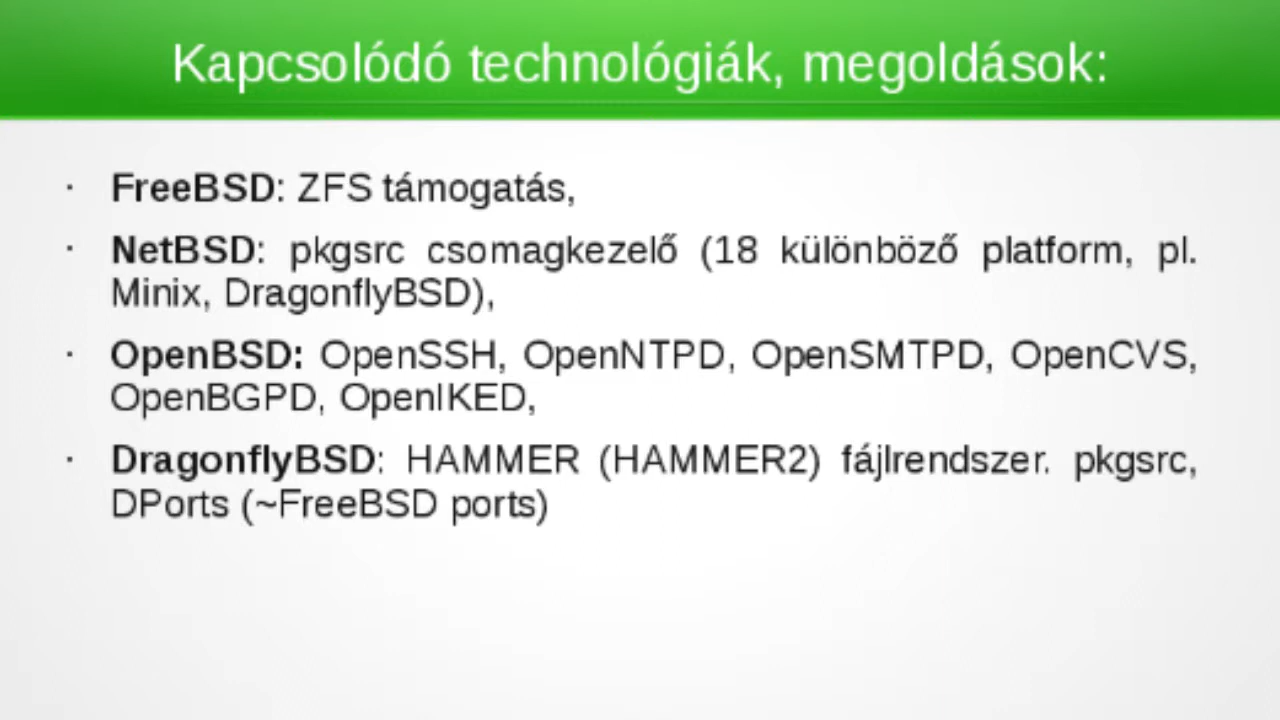 Kapcsolódó technológiák, megoldások:
· FreeBSD: ZFS támogatás,
· NetBSD: pkgsrc csomagkezelő (18 különböző platform, pl.
Minix, DragonflyBSD),
· OpenBSD: OpenSSH, OpenNTPD, OpenSMTPD, OpenCVS,
OpenBGPD, OpenIKED,
· DragonflyBSD: HAMMER (HAMMER2) fájlrendszer. pkgsrc,
DPorts (~FreeBSD ports)